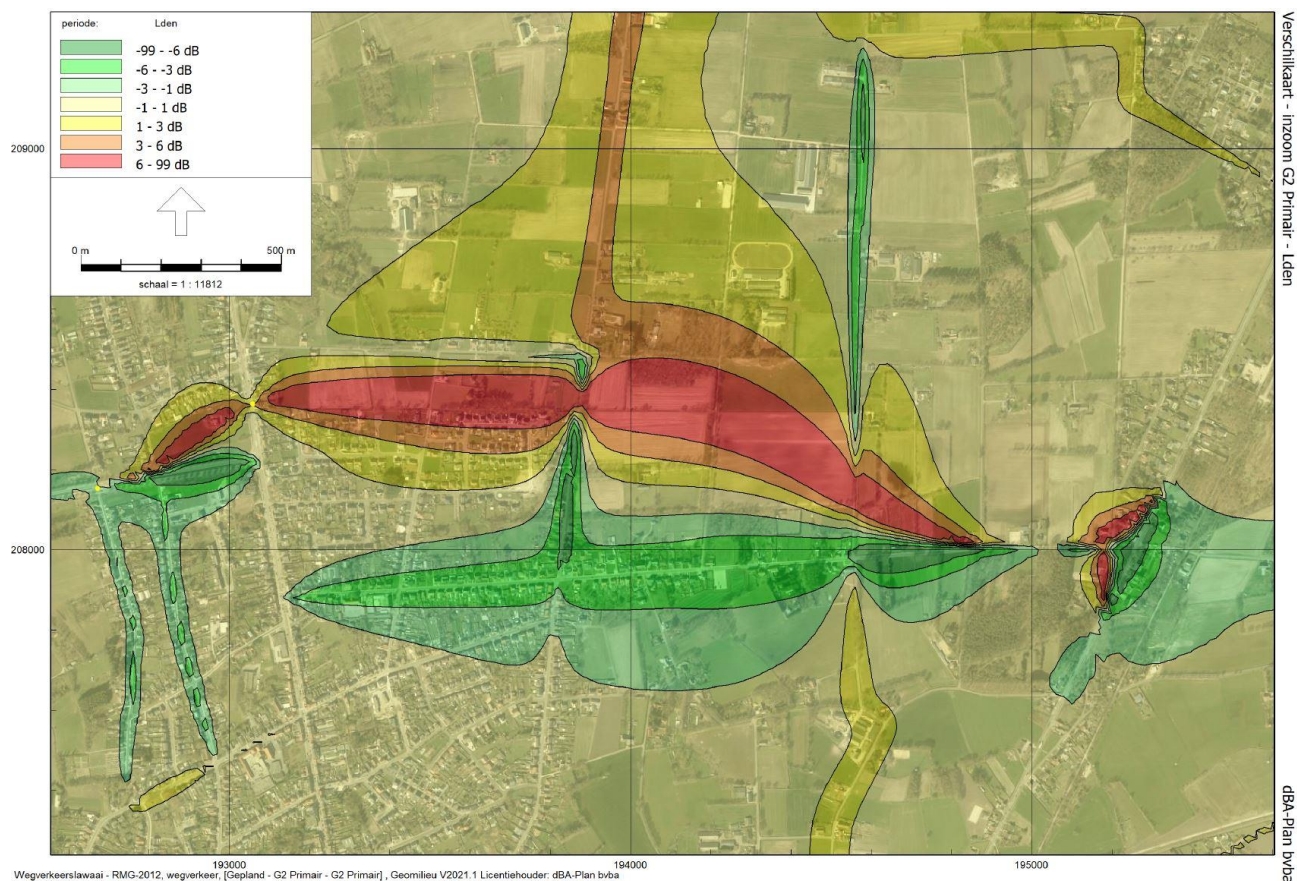 periode: Lden
-99 - -6 dB
-6 - -3 dB
-3 - -1 dB
-1 - 1 dB
1 - 3 dB
3 - 6 dB
6 - 99 dB
0 m 500 m
schaal = 1 : 11812
209000
208000
193000 194000 195000
Verschilkaart - inzoom G2 Primair - Lden
dBA-Plan bvba
Wegverkeerslawaai - RMG-2012, wegverkeer, [Gepland - G2 Primair - G2 Primair] , Geomilieu V2021.1 Licentiehouder: dBA-Plan bvba